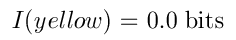 I(yellow) = 0.0 bits